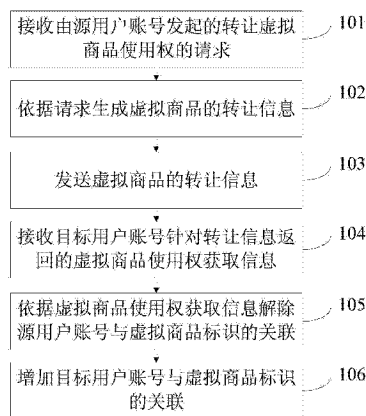 接收由源用户账号发起的转让虚拟
商品使用权的请求
101
依据请求生成虚拟商品的转让信息
102
发送虚拟商品的转让信息
103
接收目标用户账号针对转让信息返
回的虚拟商品使用权获取信息
104
依据虚拟商品使用权获取信息解除
源用户账号与虚拟商品标识的关联
105
增加目标用户账号与虚拟商品标识
的关联
106